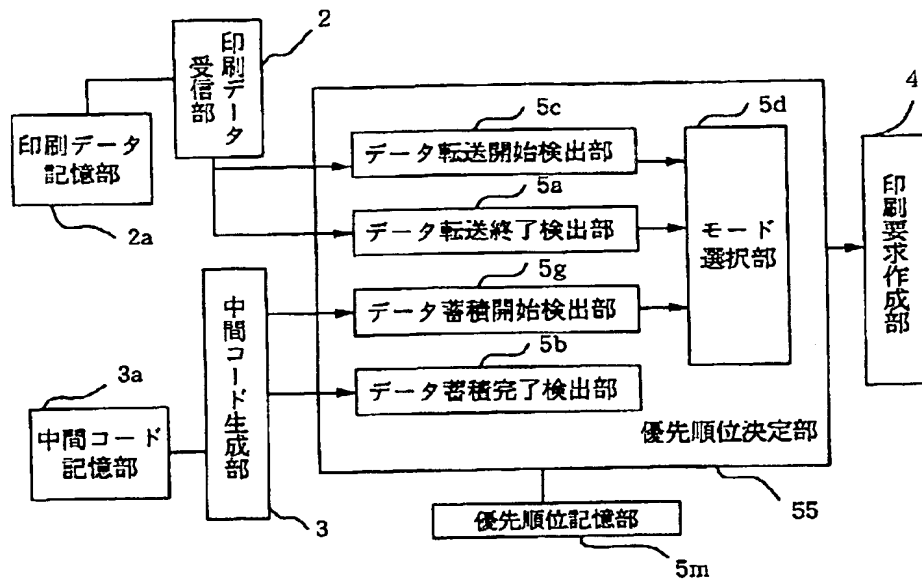 2
印刷データ
受信部
印刷データ
記憶部
2a
5c
データ転送開始検出部
5a
データ転送終了検出部
5g
データ蓄積開始検出部
5b
データ蓄積完了検出部
5d
モード
選択部
優先順位決定部
55
4
印刷要求作成部
3a
中間コード
記憶部
中間コード生成部
3
優先順位記憶部
5m